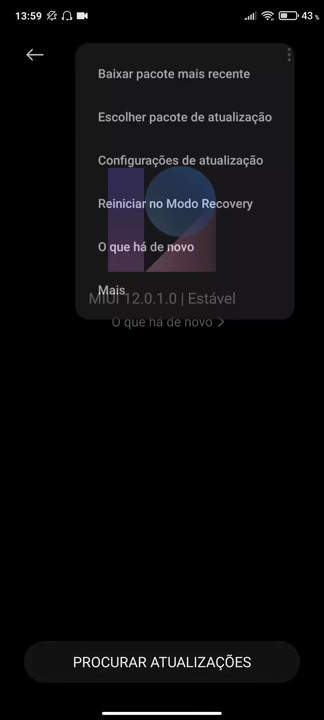 13:59
43
Baixar pacote mais recente
Escolher pacote de atualização
Configurações de atualização
Reiniciar no Modo Recovery
O que há de novo
Mais
MIUI 12.0.1.0 | Estável
O que há de novo
PROCURAR ATUALIZAÇÕES